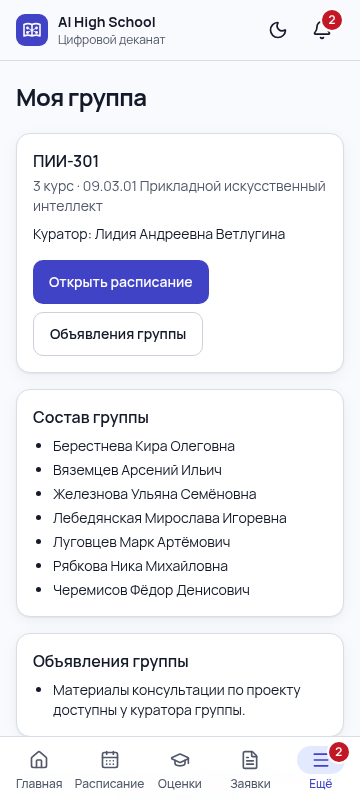 AI High School
Цифровой деканат
2
Моя группа
ПИИ-301
3 курс · 09.03.01 Прикладной искусственный
интеллект
Куратор: Лидия Андреевна Ветлугина
Открыть расписание
Объявления группы
Состав группы
Берестнева Кира Олеговна
Вяземцев Арсений Ильич
Железнова Ульяна Семёновна
Лебедянская Мирослава Игоревна
Луговцев Марк Артёмович
Рябкова Ника Михайловна
Черемисов Фёдор Денисович
Объявления группы
Материалы консультации по проекту
доступны у куратора группы.
2
Главная Расписание Оценки Заявки Ещё